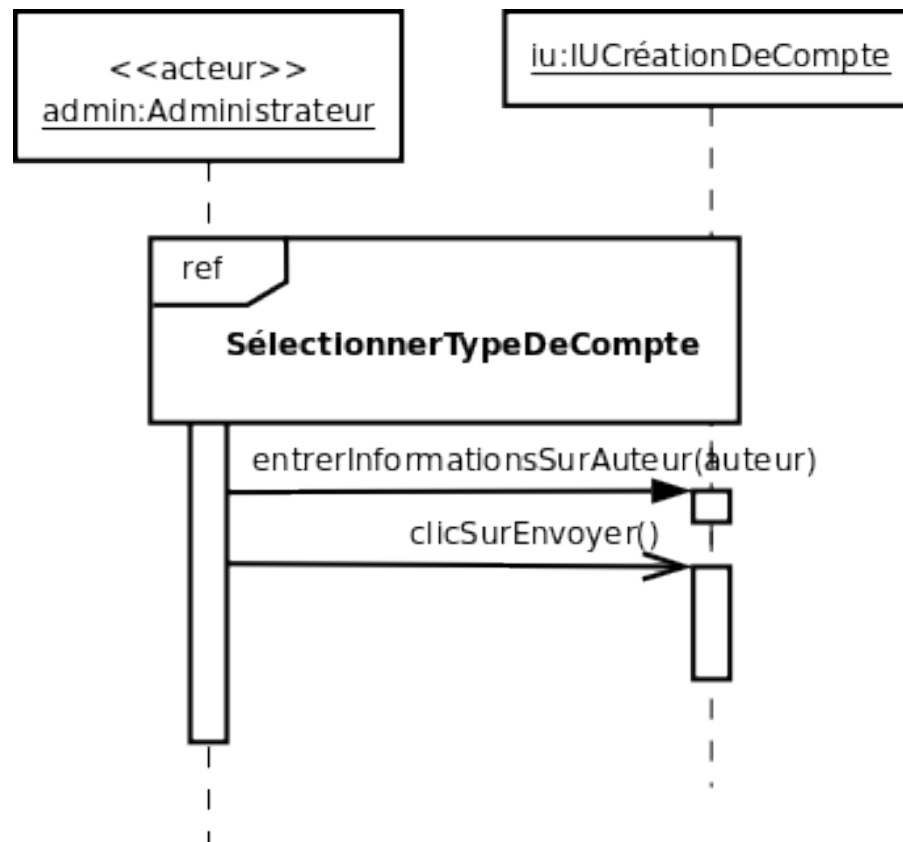 <<acteur>>
admin:Administrateur
iu:IUCréationDeCompte
ref
SélectionnerTypeDeCompte
entrerInformationsSurAuteur(auteur)
clicSurEnvoyer()